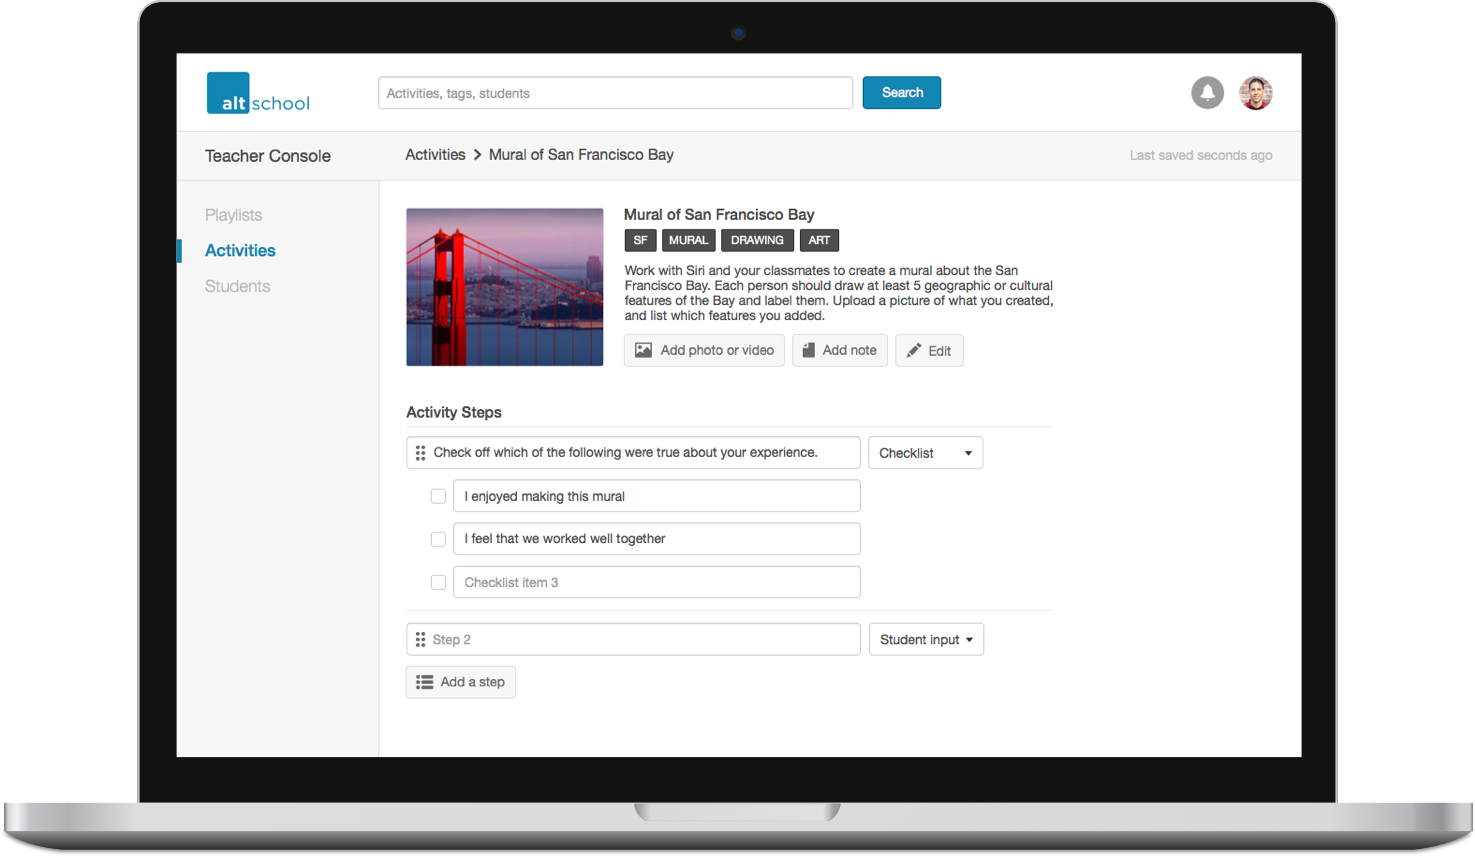 alt school
Activities, tags, students
Search
Teacher Console
Activities > Mural of San Francisco Bay
Last saved seconds ago
Playlists
Activities
Students
Mural of San Francisco Bay
SF MURAL DRAWING ART
Work with Siri and your classmates to create a mural about the San
Francisco Bay. Each person should draw at least 5 geographic or cultural
features of the Bay and label them. Upload a picture of what you created,
and list which features you added.
Add photo or video Add note Edit
Activity Steps
Check off which of the following were true about your experience. Checklist
I enjoyed making this mural
I feel that we worked well together
Checklist item 3
Step 2 Student input
Add a step